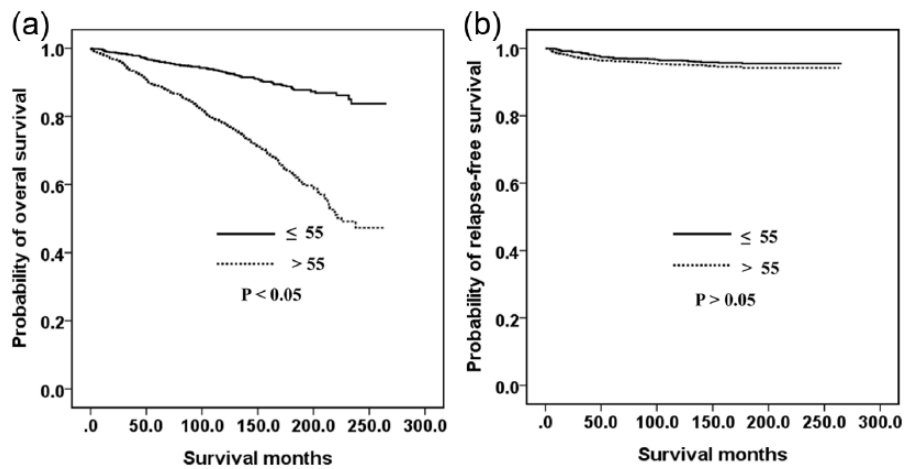 (a)
Probability of overal survival
1.0
0.8
0.6
0.4
0.2
0.0
≤ 55
> 55
P < 0.05
.0 50.0 100.0 150.0 200.0 250.0 300.0
Survival months
(b)
Probability of relapse-free survival
1.0
0.8
0.6
0.4
0.2
0.0
≤ 55
> 55
P > 0.05
.0 50.0 100.0 150.0 200.0 250.0 300.0
Survival months